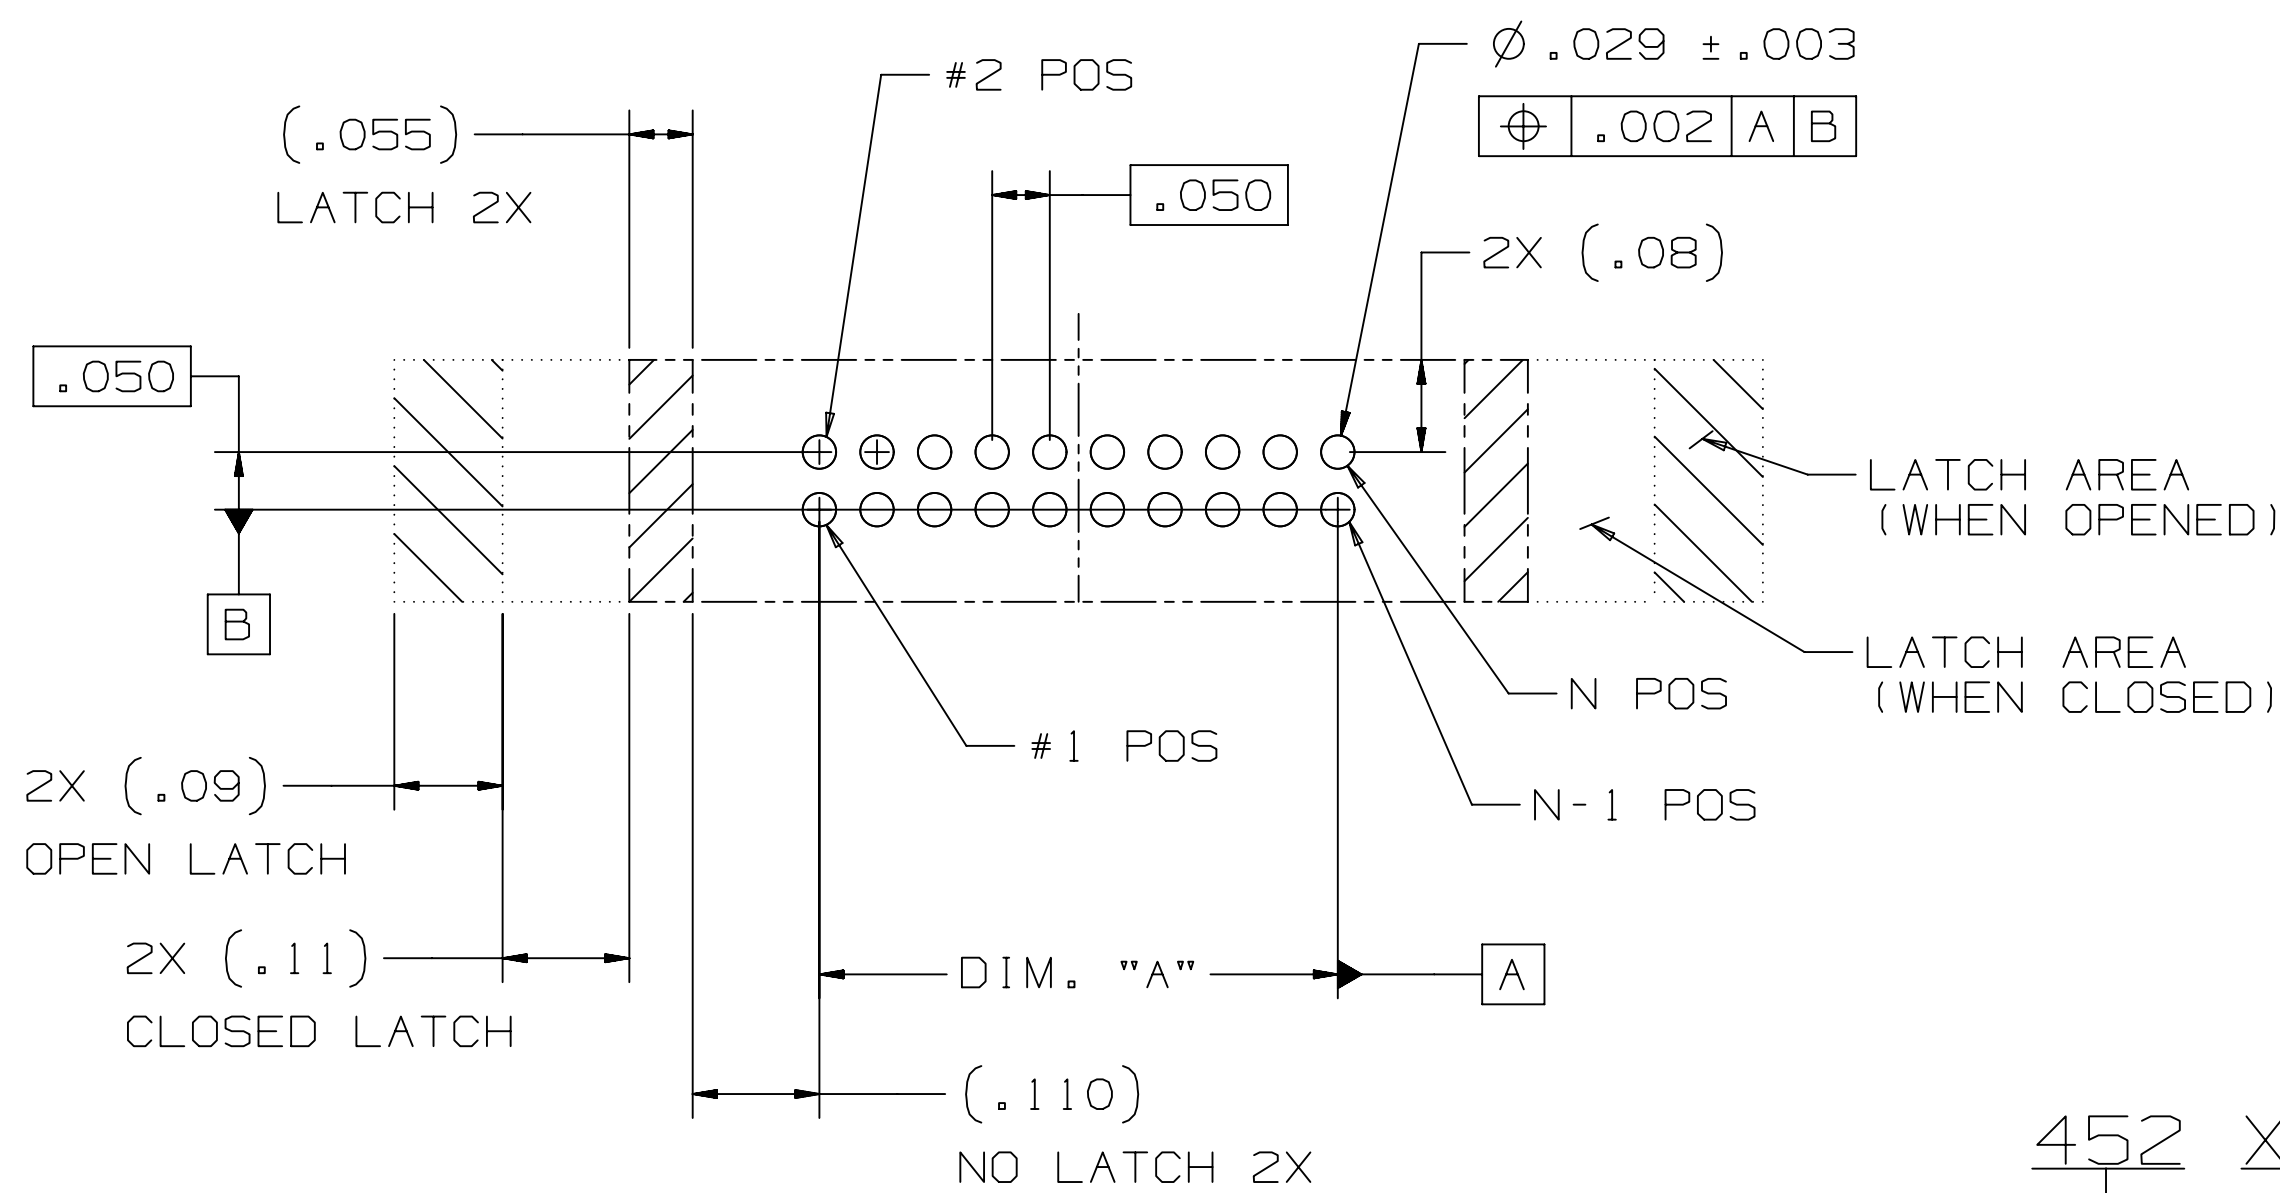 Ø .029 ±.003
⌖ .002 A B
#2 POS
(.055)
LATCH 2X
.050
2X (.08)
.050
B
LATCH AREA
(WHEN OPENED)
LATCH AREA
(WHEN CLOSED)
N POS
#1 POS
N-1 POS
2X (.09)
OPEN LATCH
2X (.11)
CLOSED LATCH
DIM. "A"
A
(.110)
NO LATCH 2X
452 X